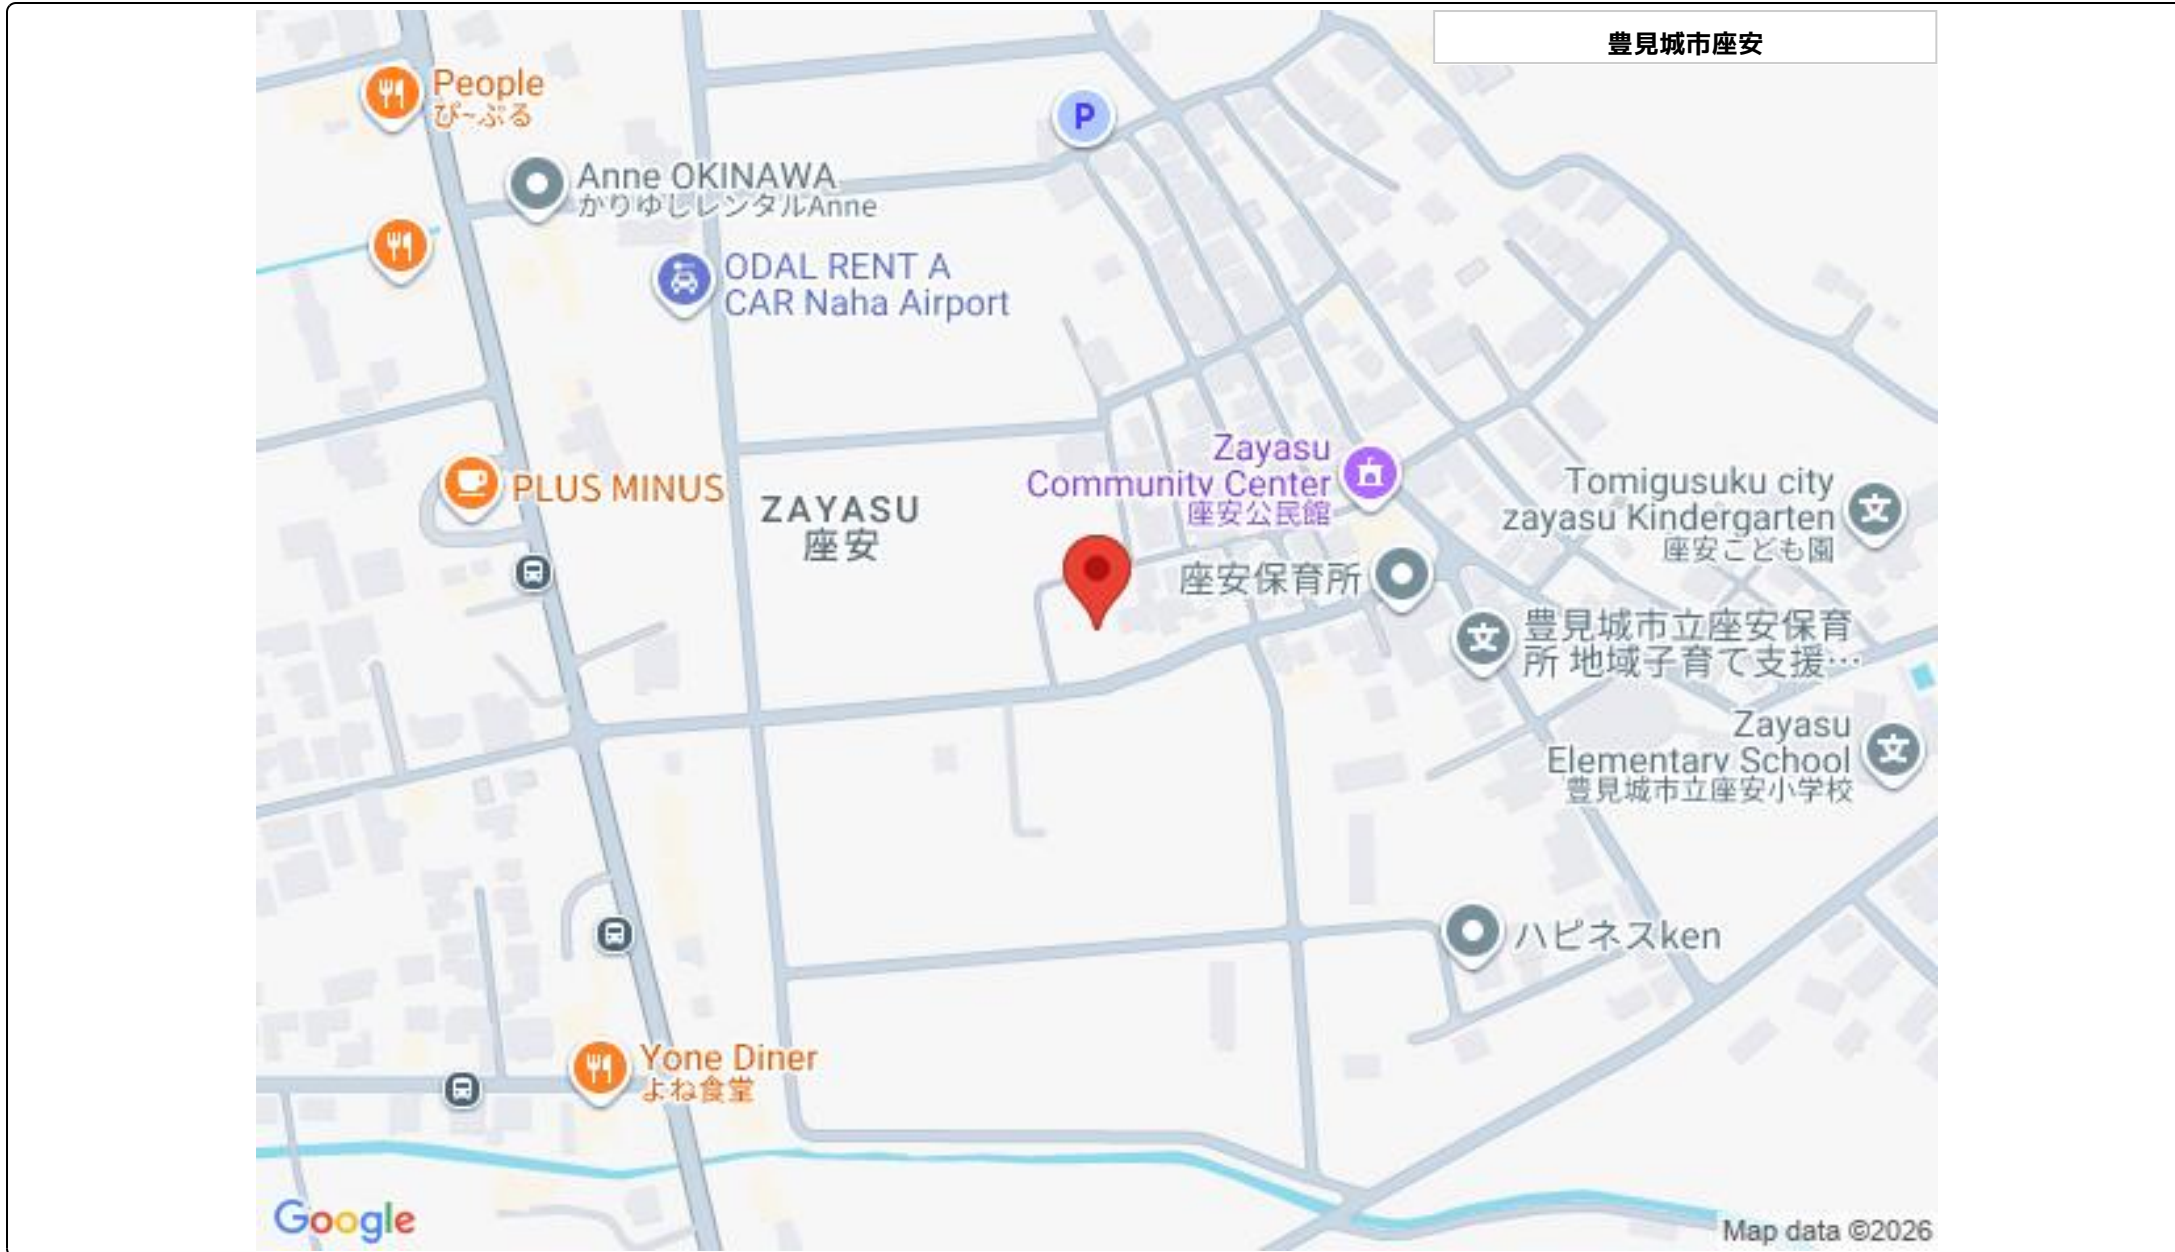 豊見城市座安
People
ぴ~ぷる
P
Anne OKINAWA
かりゆしレンタルAnne
ODAL RENT A
CAR Naha Airport
Zayasu
Community Center
座安公民館
PLUS MINUS
ZAYASU
座安
Tomigusuku city
zayasu Kindergarten
座安こども園
文
座安保育所
文
豊見城市立座安保育
所 地域子育て支援…
Zayasu
Elementary School
豊見城市立座安小学校
文
ハピネスken
Yone Diner
よね食堂
Google
Map data ©2026